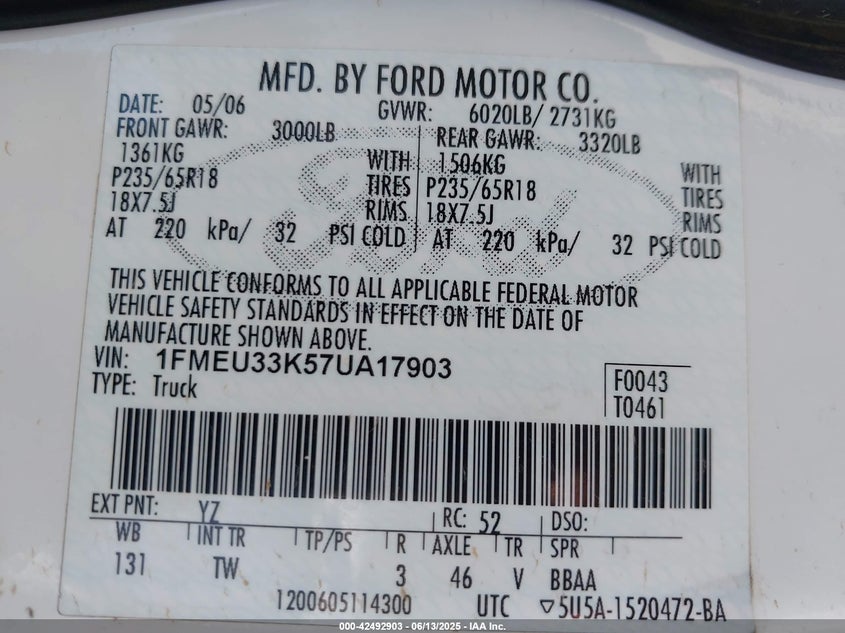 MFD. BY FORD MOTOR CO.
DATE: 05/06 GVWR: 6020LB/ 2731KG
FRONT GAWR: 3000LB REAR GAWR: 3320LB
1361KG WITH 1506KG WITH
P235/65R18 TIRES P235/65R18 TIRES
18X7.5J RIMS 18X7.5J RIMS
AT 220 kPa/ 32 PSI COLD AT 220 kPa/ 32 PSI COLD
Ford
THIS VEHICLE CONFORMS TO ALL APPLICABLE FEDERAL MOTOR
VEHICLE SAFETY STANDARDS IN EFFECT ON THE DATE OF
MANUFACTURE SHOWN ABOVE.
VIN: 1FMEU33K57UA17903
TYPE: Truck
F0043
T0461
EXT PNT: YZ RC: 52 DSO:
WB INT TR TP/PS R AXLE TR SPR
131 TW 3 46 V BBAA
1200605114300 UTC ▽5U5A-1520472-BA
000-42492903 - 06/13/2025 - IAA Inc.